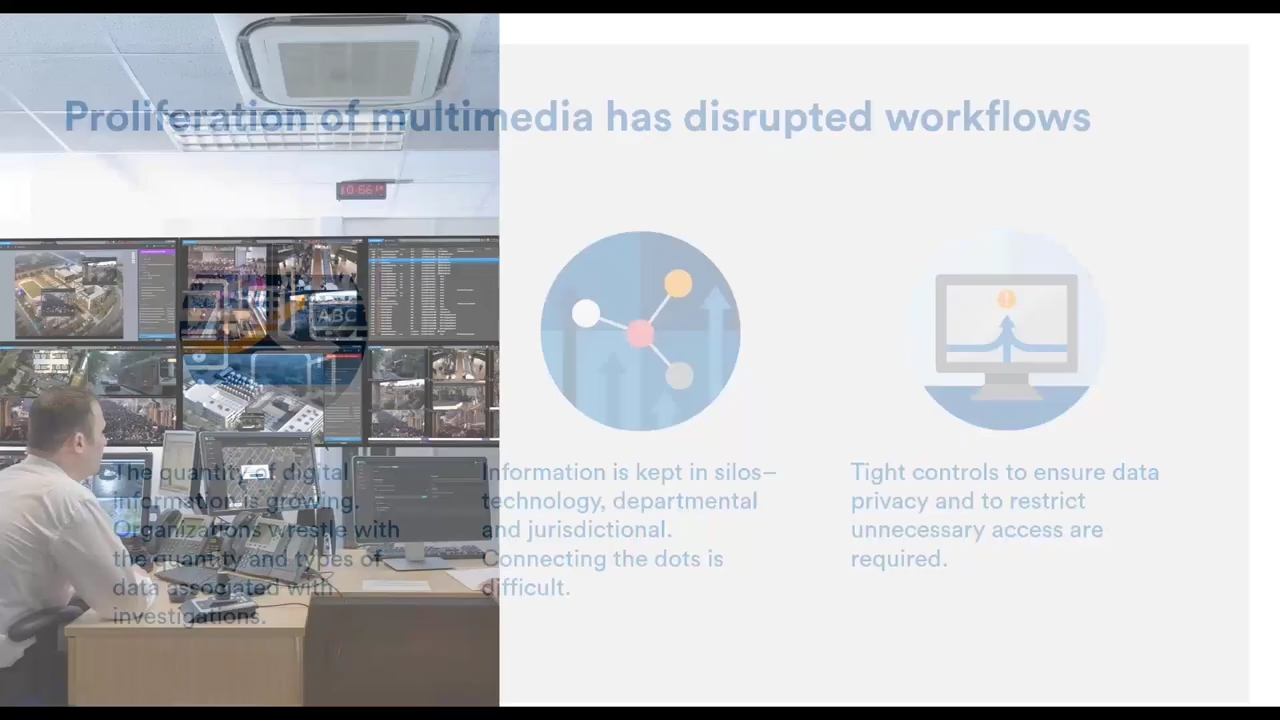 Proliferation of multimedia has disrupted workflows
ABC
The quantity of digital
information is growing.
Organizations wrestle with
the quantity and types of
data associated with
investigations.
Information is kept in silos—
technology, departmental
and jurisdictional.
Connecting the dots is
difficult.
Tight controls to ensure data
privacy and to restrict
unnecessary access are
required.